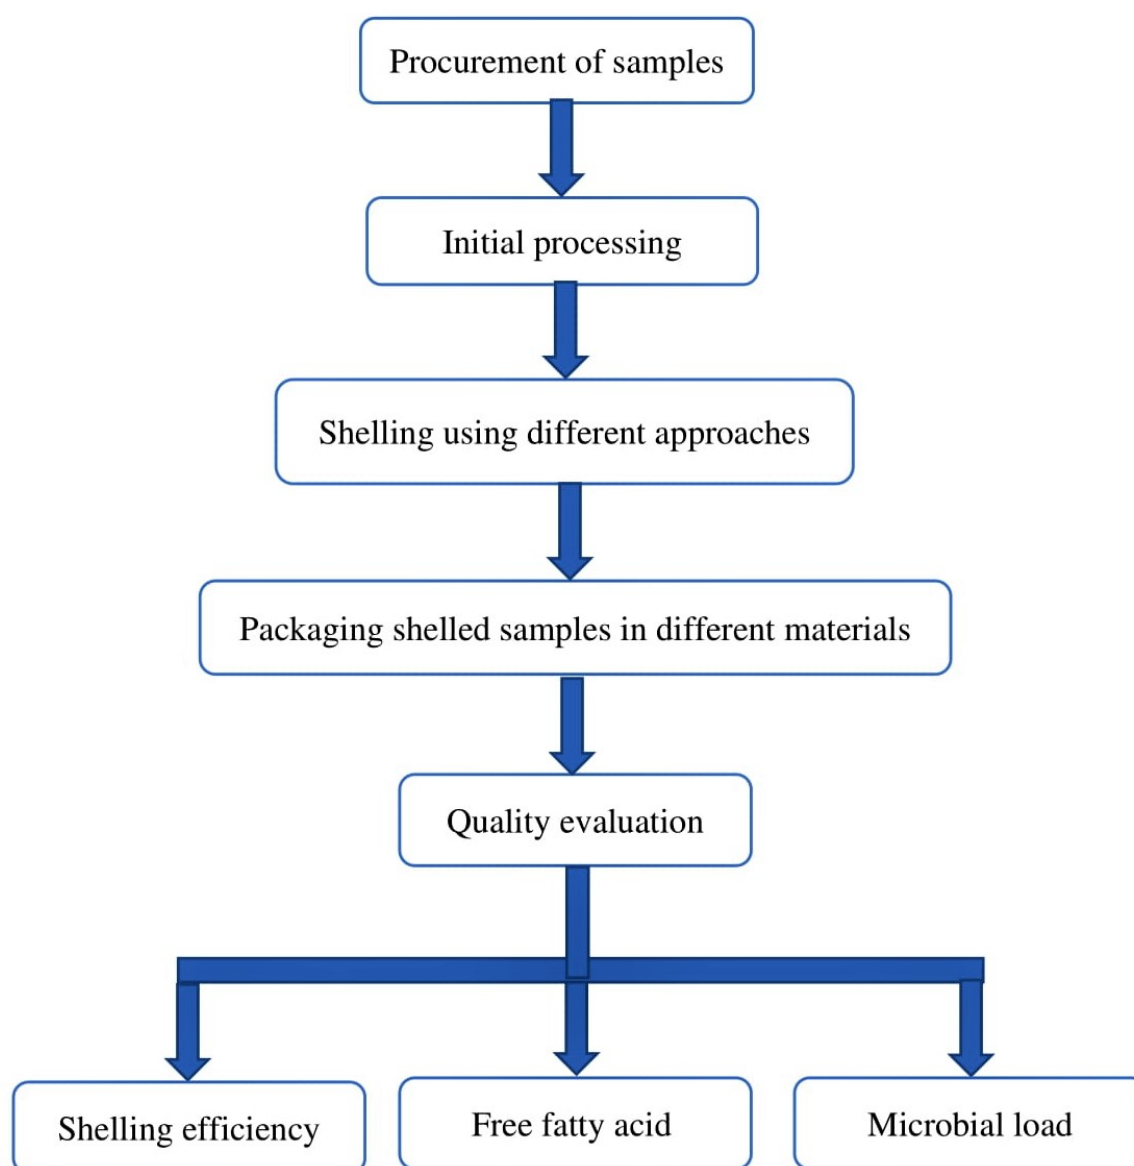 Procurement of samples
Initial processing
Shelling using different approaches
Packaging shelled samples in different materials
Quality evaluation
Shelling efficiency
Free fatty acid
Microbial load